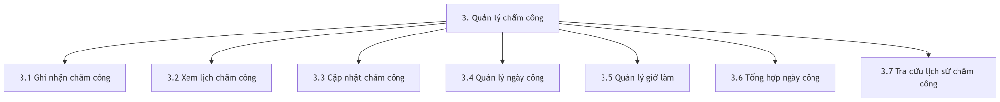 3. Quản lý chấm công
3.1 Ghi nhận chấm công
3.2 Xem lịch chấm công
3.3 Cập nhật chấm công
3.4 Quản lý ngày công
3.5 Quản lý giờ làm
3.6 Tổng hợp ngày công
3.7 Tra cứu lịch sử chấm
công